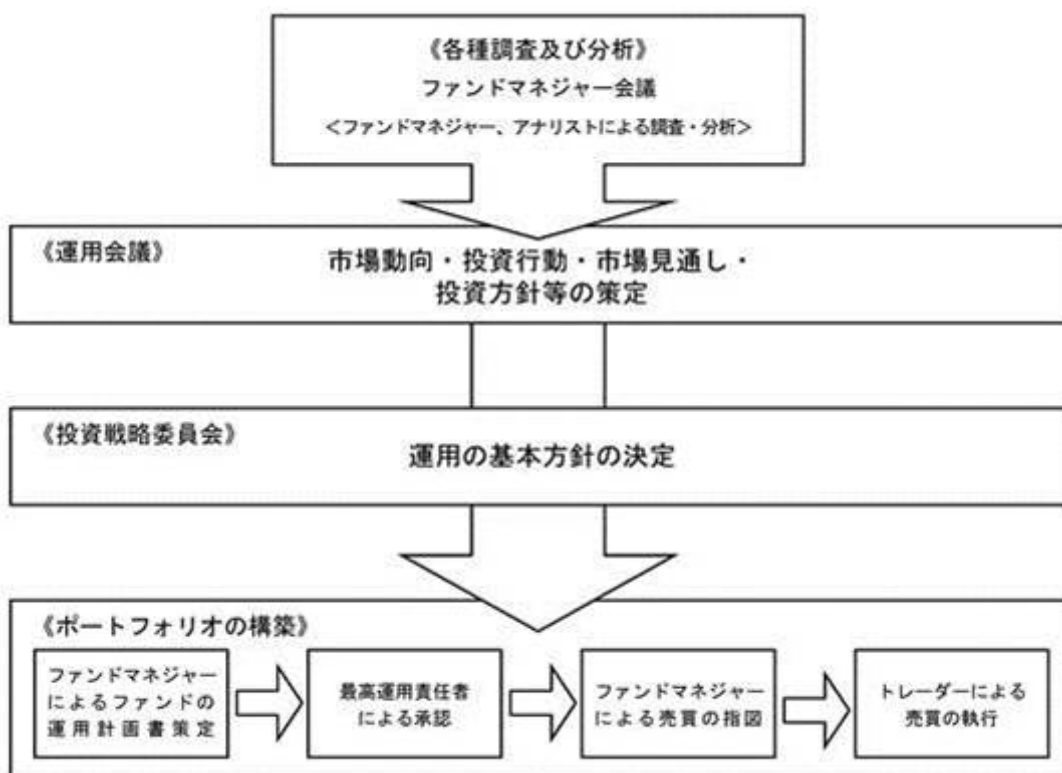 《各種調査及び分析》
ファンドマネジャー会議
＜ファンドマネジャー、アナリストによる調査・分析＞
《運用会議》
市場動向・投資行動・市場見通し・
投資方針等の策定
《投資戦略委員会》
運用の基本方針の決定
《ポートフォリオの構築》
ファンドマネジャー
によるファンドの
運用計画書策定
最高運用責任者
による承認
ファンドマネジャー
による売買の指図
トレーダーによる
売買の執行